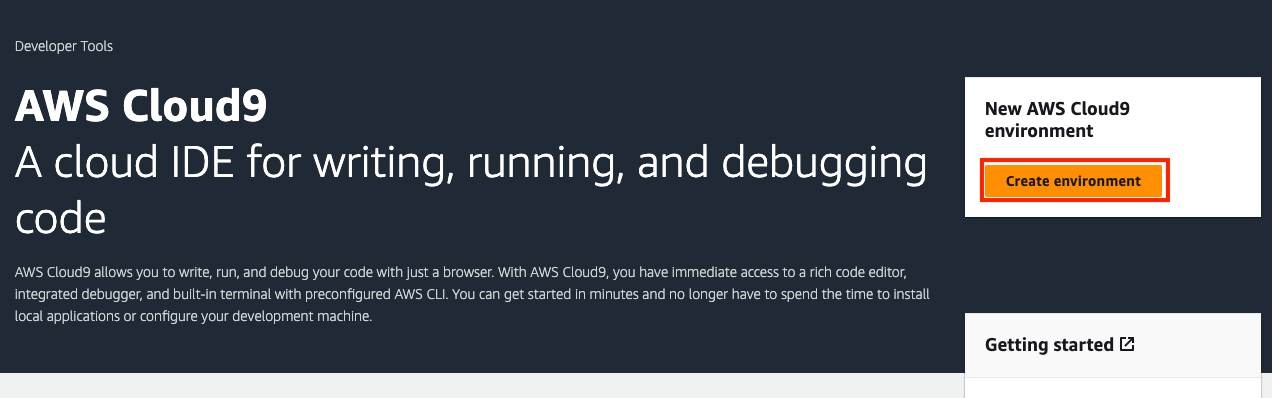 Developer Tools
AWS Cloud9
A cloud IDE for writing, running, and debugging
code
AWS Cloud9 allows you to write, run, and debug your code with just a browser. With AWS Cloud9, you have immediate access to a rich code editor,
integrated debugger, and built-in terminal with preconfigured AWS CLI. You can get started in minutes and no longer have to spend the time to install
local applications or configure your development machine.
New AWS Cloud9
environment
Create environment
Getting started